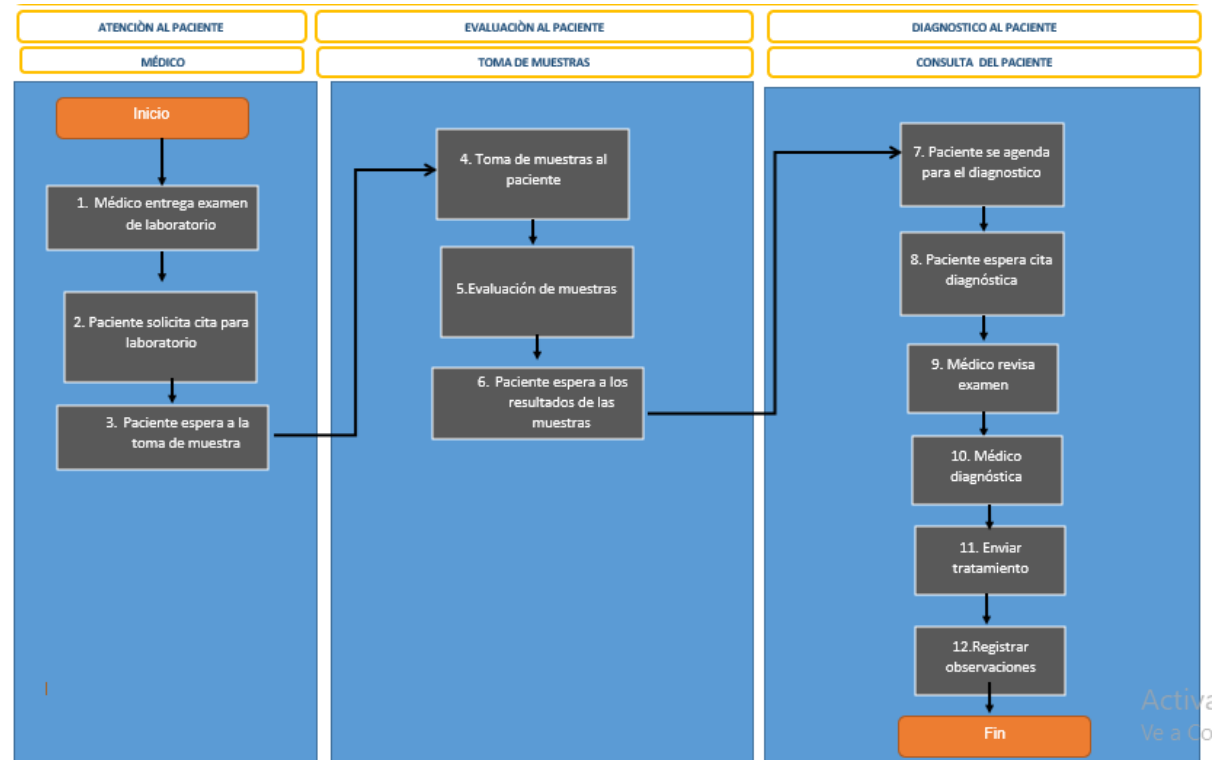 ATENCIÒN AL PACIENTE
EVALUACIÒN AL PACIENTE
DIAGNOSTICO AL PACIENTE
MÉDICO
TOMA DE MUESTRAS
CONSULTA DEL PACIENTE
Inicio
1. Médico entrega examen
de laboratorio
2. Paciente solicita cita para
laboratorio
3. Paciente espera a la
toma de muestra
4. Toma de muestras al
paciente
5.Evaluación de muestras
6. Paciente espera a los
resultados de las
muestras
7. Paciente se agenda
para el diagnostico
8. Paciente espera cita
diagnóstica
9. Médico revisa
examen
10. Médico
diagnóstica
11. Enviar
tratamiento
12.Registrar
observaciones
Fin
Activa
Ve a Co